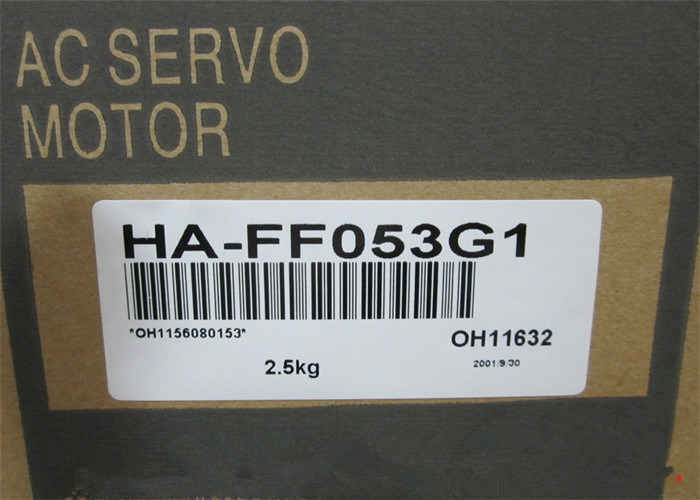 AC SERVO
MOTOR
HA-FF053G1
*OH1156080153*
OH11632
2.5kg
2001/9/30